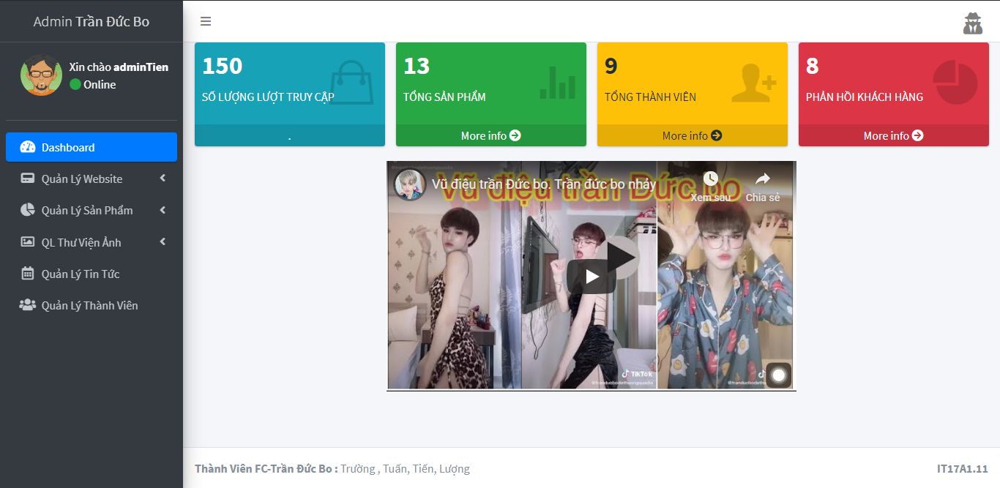 Admin Trần Đức Bo
Xin chào adminTien
Online
Dashboard
Quản Lý Website
Quản Lý Sản Phẩm
QL Thư Viện Ảnh
Quản Lý Tin Tức
Quản Lý Thành Viên
150
SỐ LƯỢNG LƯỢT TRUY CẬP
.
13
TỔNG SẢN PHẨM
More info
9
TỔNG THÀNH VIÊN
More info
8
PHẢN HỒI KHÁCH HÀNG
More info
Vũ điệu trần Đức bo. Trần đức bo nhảy
Vũ điệu trần Đức bo
Xem sau
Chia sẻ
TikTok
Thành Viên FC-Trần Đức Bo : Trường , Tuấn, Tiến, Lượng
IT17A1.11